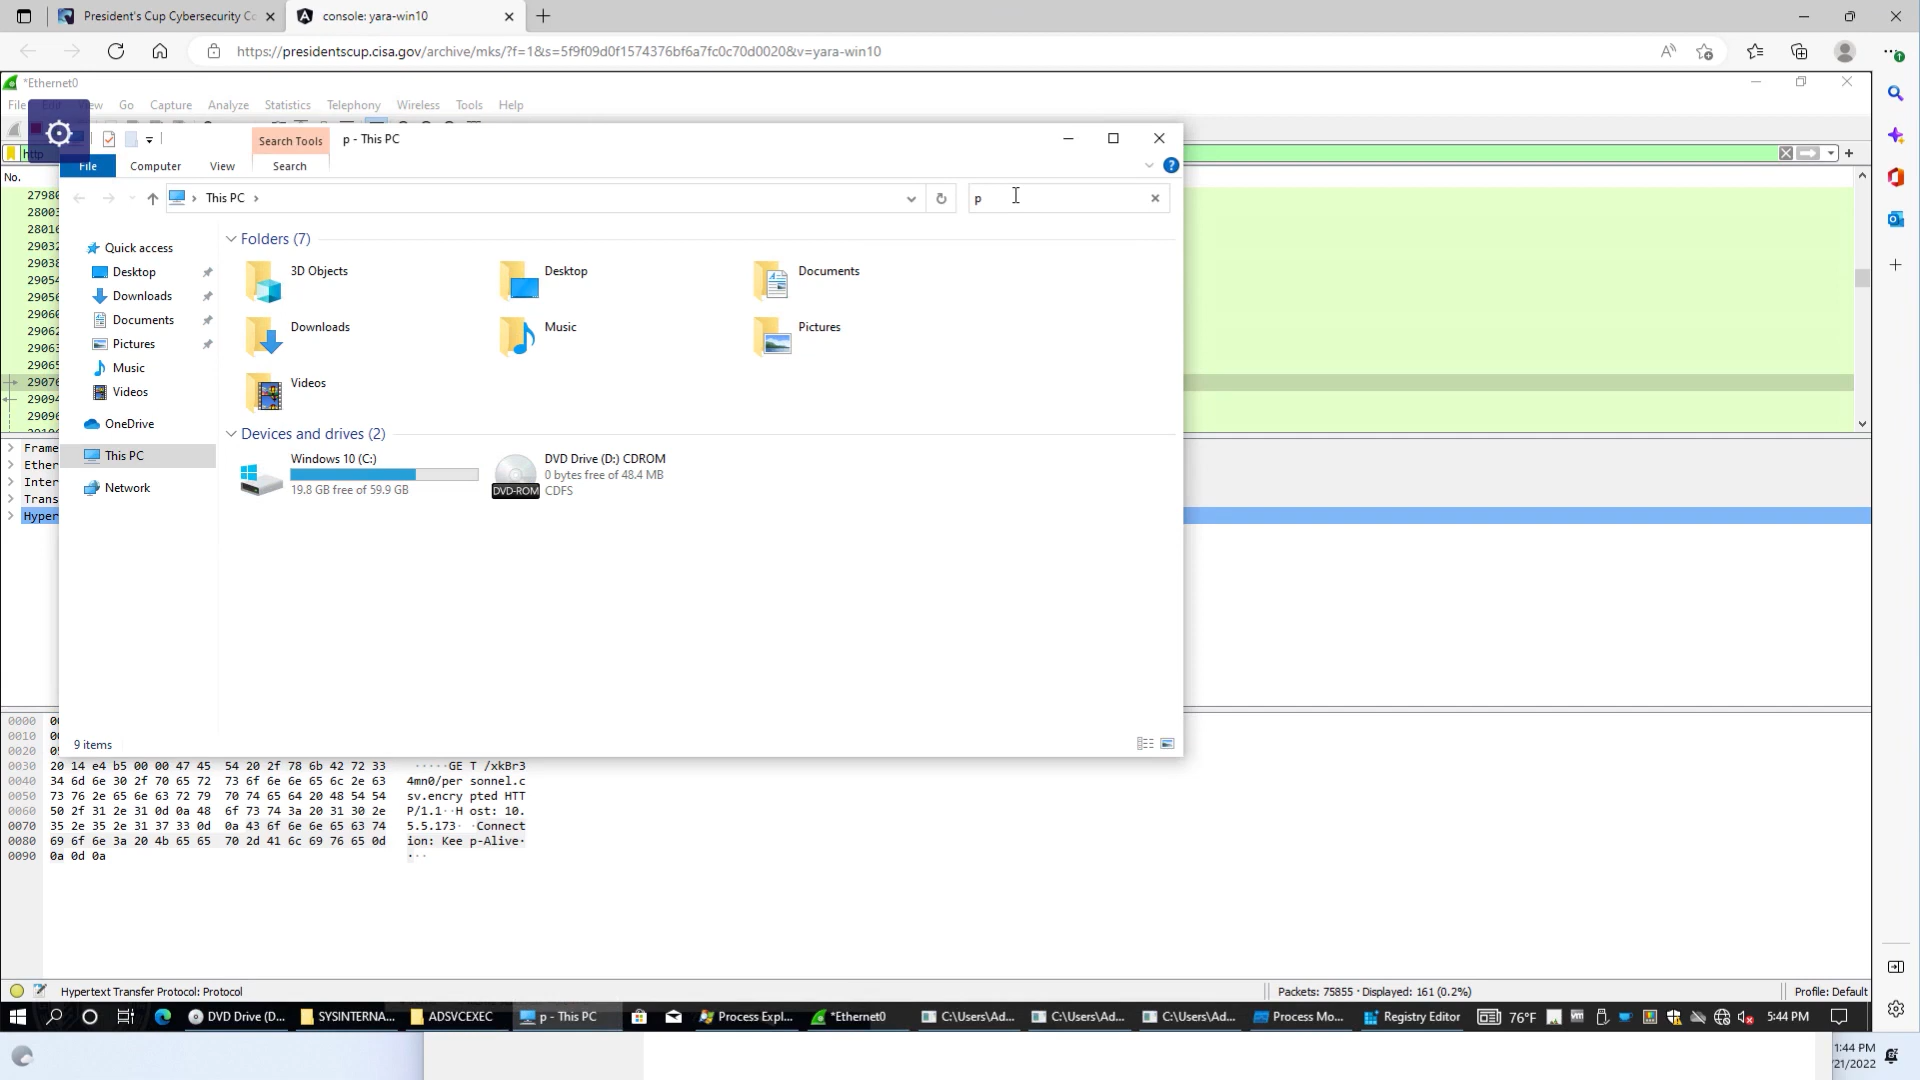 President's Cup Cybersecurity Co
console: yara-win10
https://presidentscup.cisa.gov/archive/mks/?f=1&s=5f9f09d0f1574376bf6a7fc0c70d0020&v=yara-win10
*Ethernet0
File Edit View Go Capture Analyze Statistics Telephony Wireless Tools Help
Search Tools p - This PC
http
File Computer View Search
No.
This PC
p
27980
28003
28016
29032
29038
29054
29056
29060
29062
29063
29065
29076
29094
29096
Quick access
Desktop
Downloads
Documents
Pictures
Music
Videos
OneDrive
This PC
Network
Folders (7)
3D Objects Desktop Documents
Downloads Music Pictures
Videos
Devices and drives (2)
Windows 10 (C:)
19.8 GB free of 59.9 GB
DVD Drive (D:) CDROM
0 bytes free of 48.4 MB
DVD-ROM CDFS
Frame
Ether
Inter
Trans
Hyper
9 items
0000
0010
0020
0030 20 14 e4 b5 00 00 47 45 54 20 2f 78 6b 42 72 33 ·····GE T /xkBr3
0040 34 6d 6e 30 2f 70 65 72 73 6f 6e 6e 65 6c 2e 63 4mn0/per sonnel.c
0050 73 76 2e 65 6e 63 72 79 70 74 65 64 20 48 54 54 sv.encry pted HTT
0060 50 2f 31 2e 31 0d 0a 48 6f 73 74 3a 20 31 30 2e P/1.1··H ost: 10.
0070 35 2e 35 2e 31 37 33 0d 0a 43 6f 6e 6e 65 63 74 5.5.173· ·Connect
0080 69 6f 6e 3a 20 4b 65 65 70 2d 41 6c 69 76 65 0d ion: Kee p-Alive·
0090 0a 0d 0a ···
Hypertext Transfer Protocol: Protocol
Packets: 75855 · Displayed: 161 (0.2%)
Profile: Default
DVD Drive (D... SYSINTERNA... ADSVCEXEC p - This PC Process Expl... *Ethernet0 C:\Users\Ad... C:\Users\Ad... C:\Users\Ad... Process Mo... Registry Editor 76°F 5:44 PM
1:44 PM
/21/2022